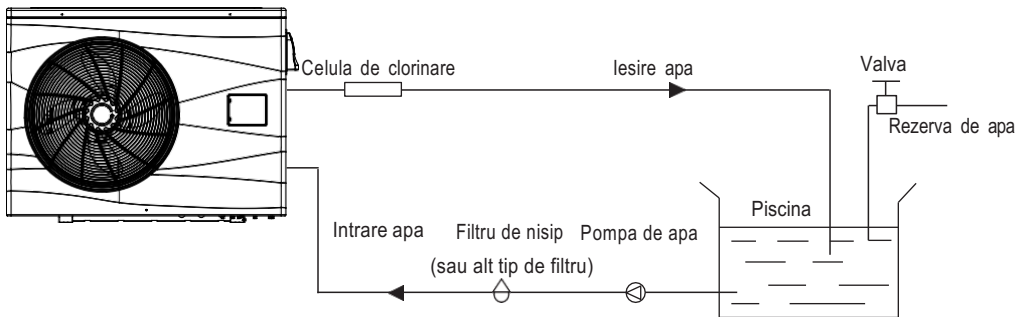 Celula de clorinare
Iesire apa
Valva
Rezerva de apa
Piscina
Intrare apa
Filtru de nisip
(sau alt tip de filtru)
Pompa de apa